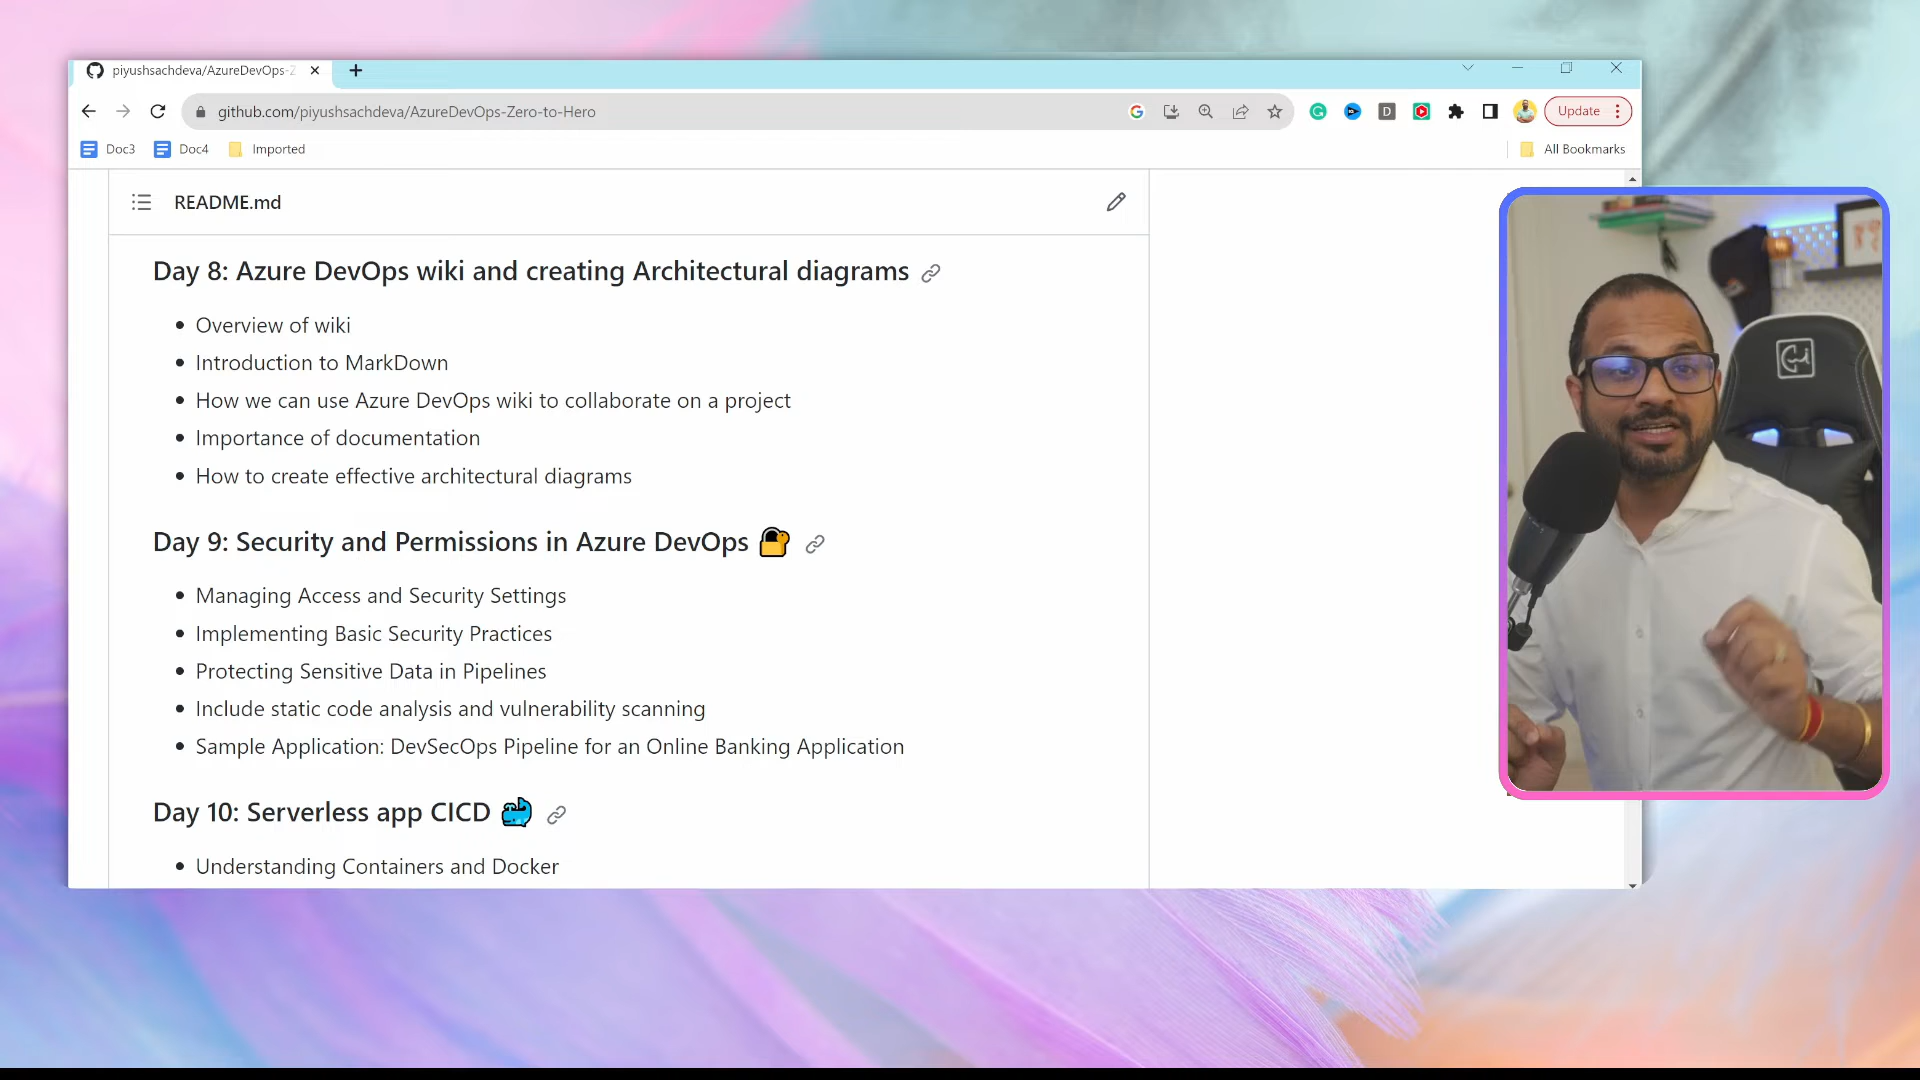 piyushsachdeva/AzureDevOps-Z
github.com/piyushsachdeva/AzureDevOps-Zero-to-Hero
Update
Doc3
Doc4
Imported
All Bookmarks
README.md
Day 8: Azure DevOps wiki and creating Architectural diagrams
• Overview of wiki
• Introduction to MarkDown
• How we can use Azure DevOps wiki to collaborate on a project
• Importance of documentation
• How to create effective architectural diagrams
Day 9: Security and Permissions in Azure DevOps
• Managing Access and Security Settings
• Implementing Basic Security Practices
• Protecting Sensitive Data in Pipelines
• Include static code analysis and vulnerability scanning
• Sample Application: DevSecOps Pipeline for an Online Banking Application
Day 10: Serverless app CICD
• Understanding Containers and Docker